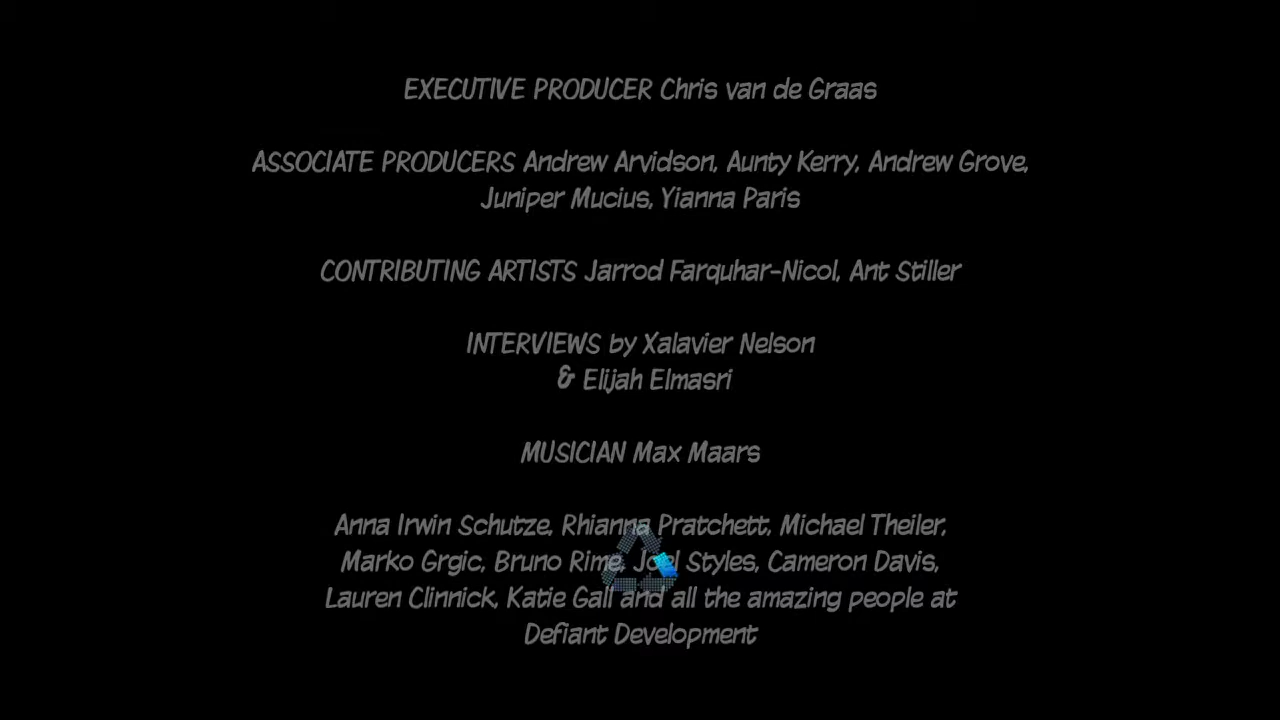 EXECUTIVE PRODUCER Chris van de Graas
ASSOCIATE PRODUCERS Andrew Arvidson, Aunty Kerry, Andrew Grove,
Juniper Mucius, Yianna Paris
CONTRIBUTING ARTISTS Jarrod Farquhar-Nicol, Ant Stiller
INTERVIEWS by Xalavier Nelson
& Elijah Elmasri
MUSICIAN Max Maars
Anna Irwin Schutze, Rhianna Pratchett, Michael Theiler,
Marko Grgic, Bruno Rime, Joel Styles, Cameron Davis,
Lauren Clinnick, Katie Gall and all the amazing people at
Defiant Development